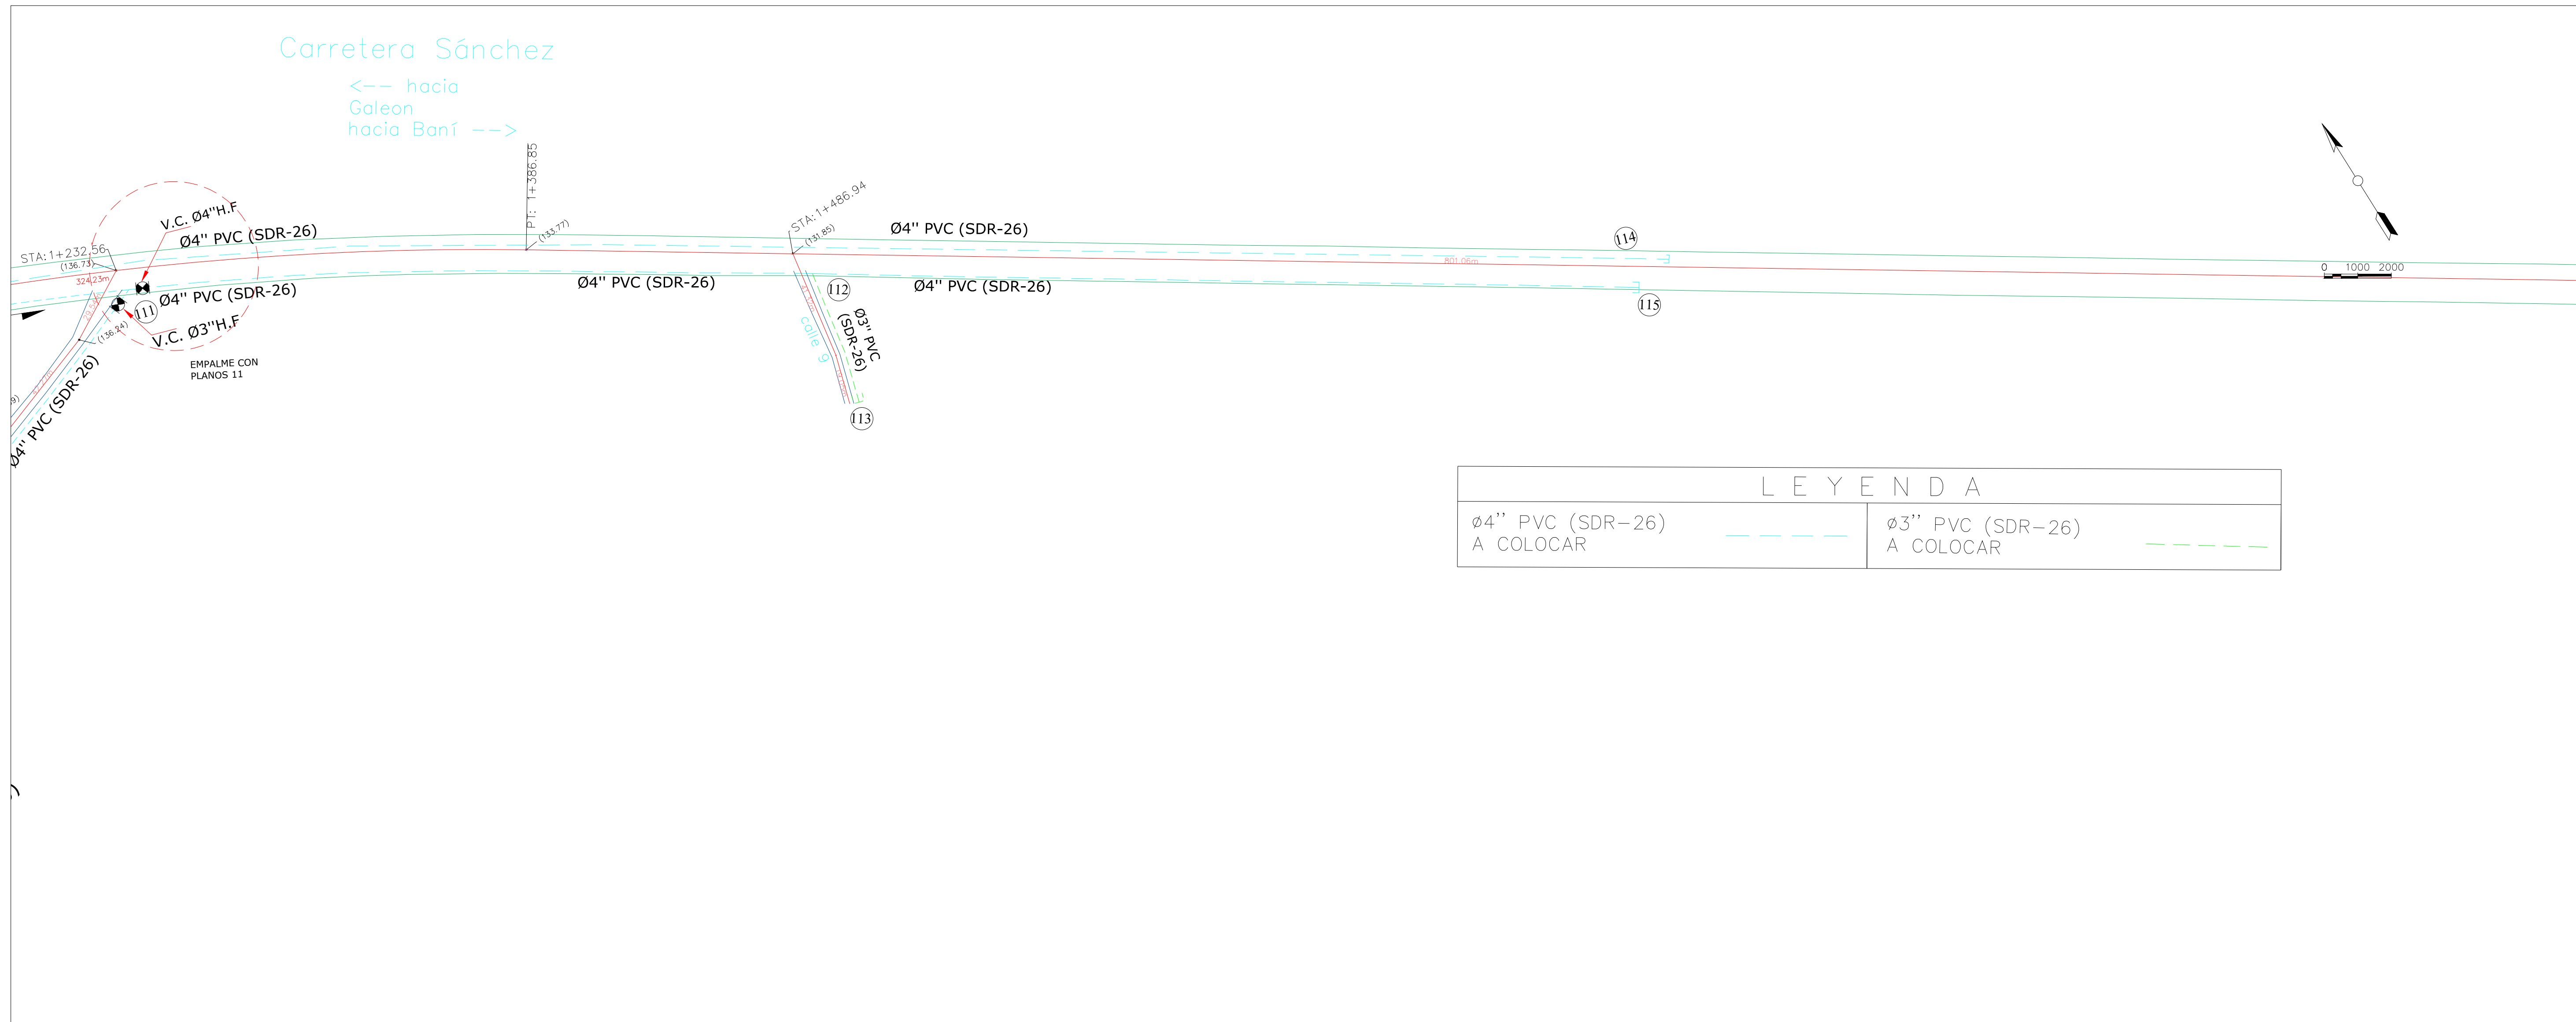 Carretera Sánchez
<-- hacia
Galeon
hacia Baní -->
PT: 1+386.85
(133.77)
STA:1+486.94
(131.85)
V.C. Ø4"H.F
Ø4" PVC (SDR-26)
STA:1+232.56
(136.73)
324.23m
Ø4" PVC (SDR-26)
111
V.C. Ø3"H.F
(136.24)
EMPALME CON
PLANOS 11
Ø4" PVC (SDR-26)
Ø4" PVC (SDR-26)
Ø4" PVC (SDR-26)
Ø4" PVC (SDR-26)
112
Ø3" PVC
(SDR-26)
calle 9
113
114
801.06m
115
0 1000 2000
LEYENDA
ø4’’ PVC (SDR-26)
A COLOCAR
ø3’’ PVC (SDR-26)
A COLOCAR